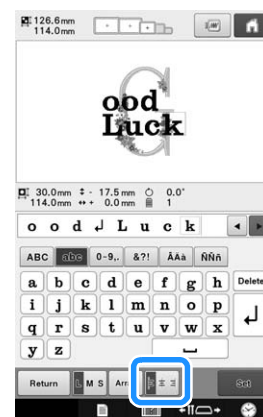 126.6mm
114.0mm
G
ood
Luck
30.0mm 17.5mm 0.0°
114.0mm 0.0mm 1
o o d ↲ L u c k
ABC abc 0-9,. &?! ÄAà ÑÑñ
a b c d e f g h Delete
i j k l m n o p
q r s t u v w x
y z
Return L M S Set